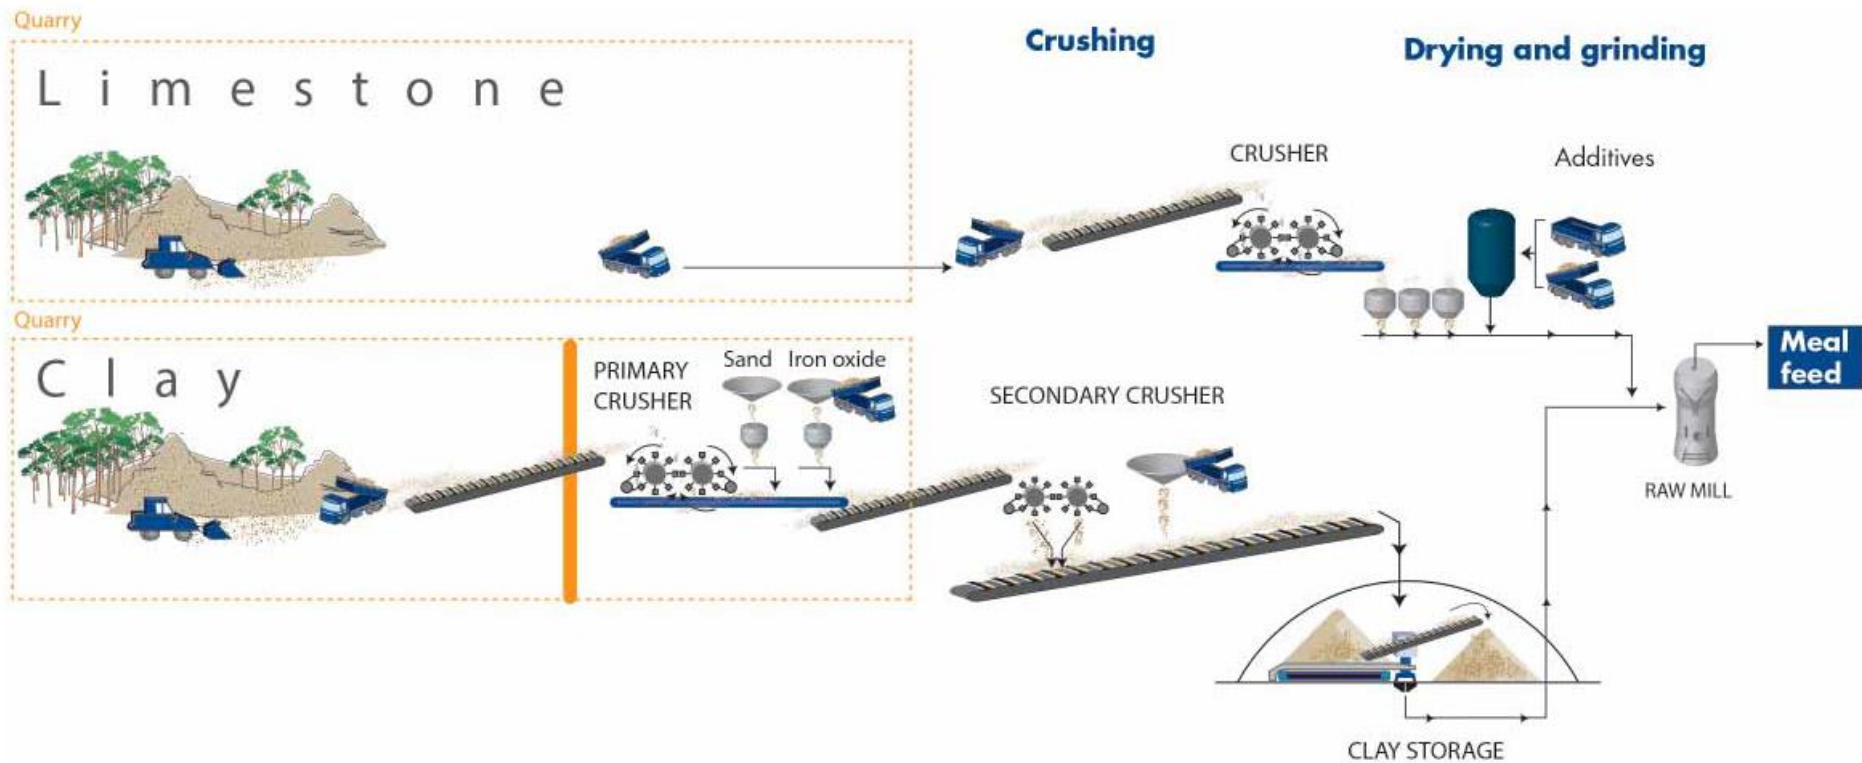 Quarry
Limestone
Crushing
Drying and grinding
CRUSHER
Additives
Quarry
Clay
PRIMARY
CRUSHER
Sand
Iron oxide
SECONDARY CRUSHER
Meal
feed
RAW MILL
CLAY STORAGE